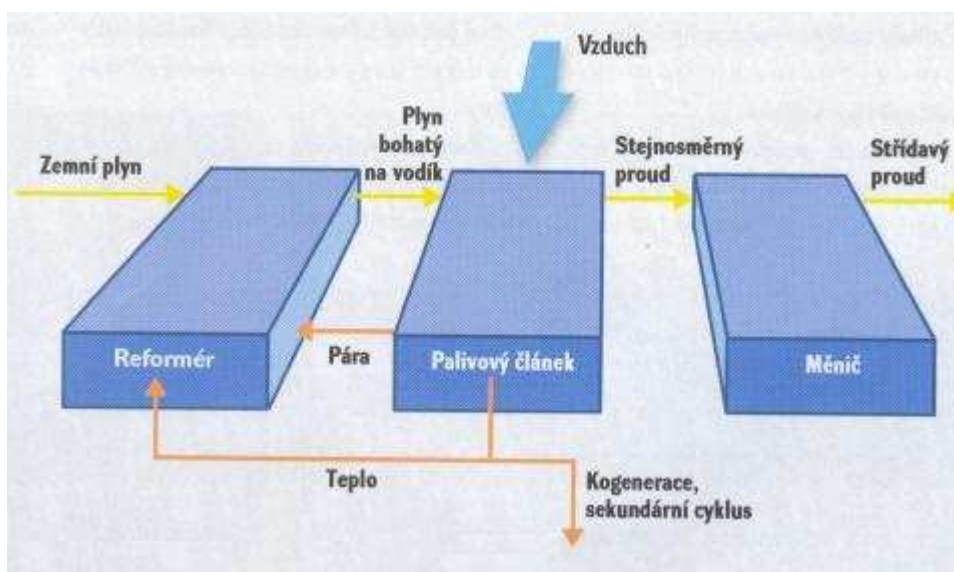 Vzduch
Plyn
bohatý
na vodík
Zemní plyn
Stejnosměrný
proud
Střídavý
proud
Reformér
Pára
Palivový článek
Měnič
Teplo
Kogenerace,
sekundární cyklus